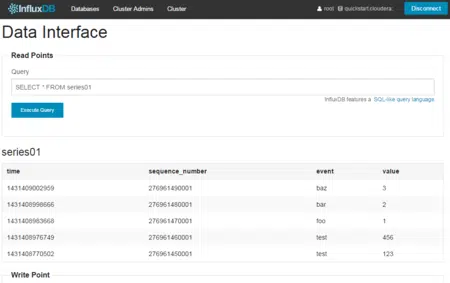 InfluxDB Databases Cluster Admins Cluster root @ quickstart.cloudera: Disconnect
Data Interface
Read Points
Query
SELECT * FROM series01
InfluxDB features a SQL-like query language
Execute Query
series01
time sequence_number event value
1431409002959 276961490001 baz 3
1431408998666 276961480001 bar 2
1431408983668 276961470001 foo 1
1431408976749 276961460001 test 456
1431408770502 276961450001 test 123
Write Point